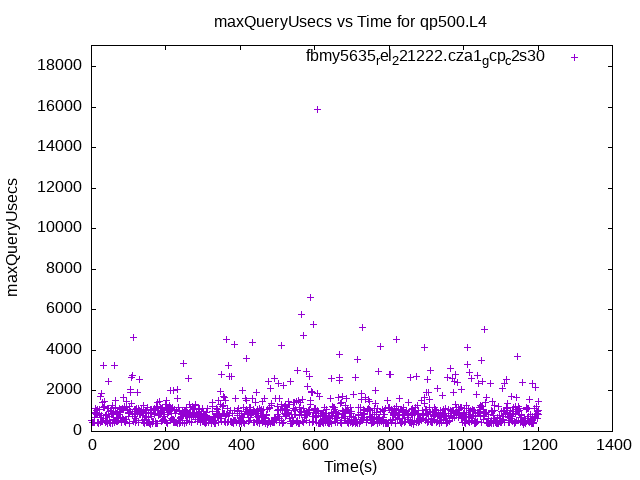 maxQueryUsecs vs Time for qp500.L4
fbmy5635rel221222.cza1gcpc2s30
18000
16000
14000
12000
10000
8000
6000
4000
2000
0
maxQueryUsecs
0 200 400 600 800 1000 1200 1400
Time(s)